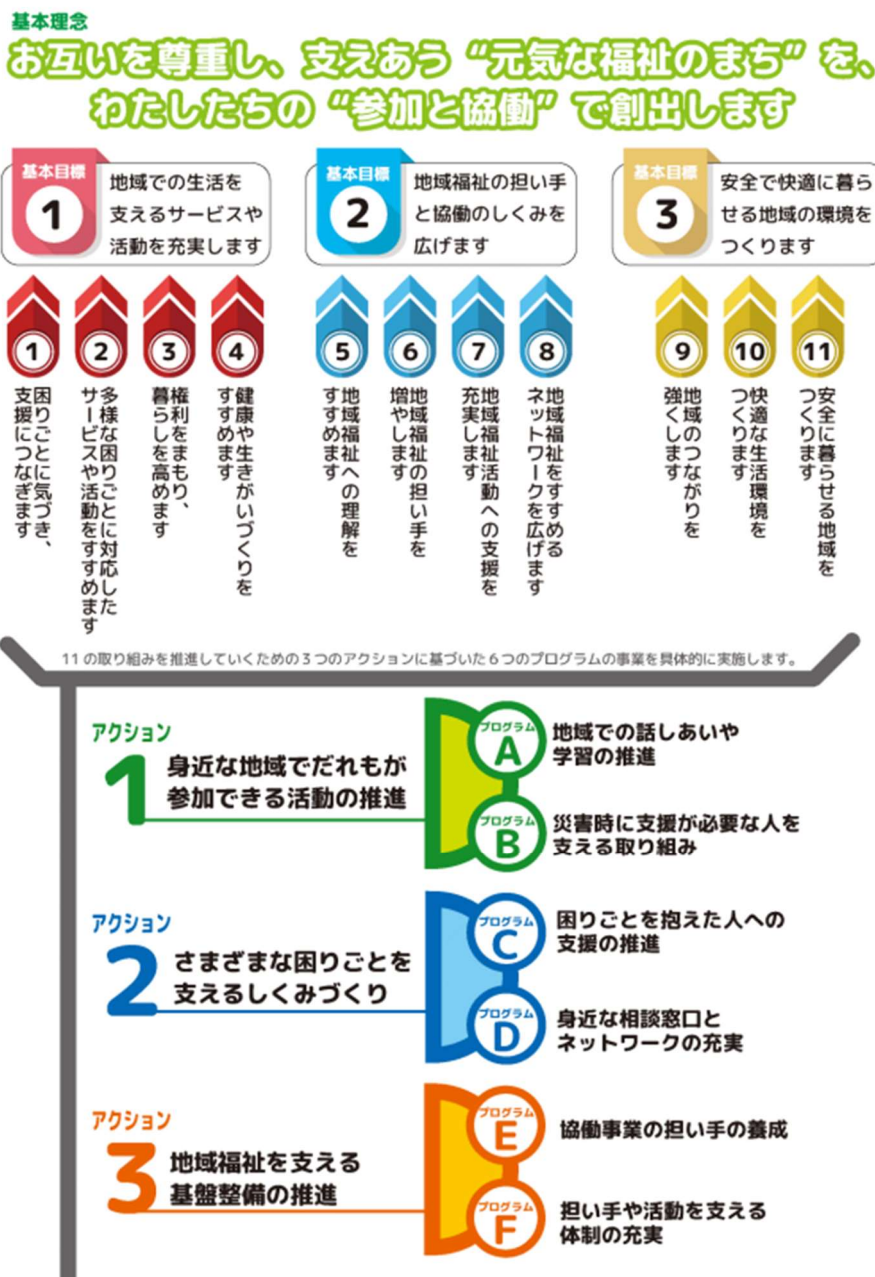 基本理念
お互いを尊重し、支えあう“元気な福祉のまち”を、
わたしたちの“参加と協働”で創出します
基本目標
1
地域での生活を
支えるサービスや
活動を充実します
基本目標
2
地域福祉の担い手
と協働のしくみを
広げます
基本目標
3
安全で快適に暮ら
せる地域の環境を
つくります
1
困りごとに気づき、
支援につなぎます
2
多様な困りごとに対応した
サービスや活動をすすめます
3
権利をまもり、
暮らしを高めます
4
健康や生きがいづくりを
すすめます
5
地域福祉への理解を
すすめます
6
地域福祉の担い手を
増やします
7
地域福祉活動への支援を
充実します
8
地域福祉をすすめる
ネットワークを広げます
9
地域のつながりを
強くします
10
快適な生活環境を
つくります
11
安全に暮らせる地域を
つくります
11の取り組みを推進していくための3つのアクションに基づいた6つのプログラムの事業を具体的に実施します。
アクション
1
身近な地域でだれもが
参加できる活動の推進
プログラム
A
地域での話しあいや
学習の推進
プログラム
B
災害時に支援が必要な人を
支える取り組み
アクション
2
さまざまな困りごとを
支えるしくみづくり
プログラム
C
困りごとを抱えた人への
支援の推進
プログラム
D
身近な相談窓口と
ネットワークの充実
アクション
3
地域福祉を支える
基盤整備の推進
プログラム
E
協働事業の担い手の養成
プログラム
F
担い手や活動を支える
体制の充実